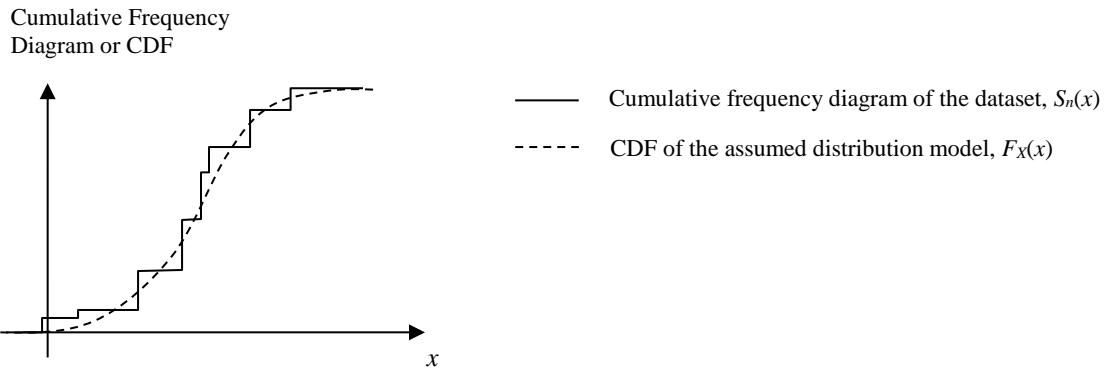 Cumulative Frequency
Diagram or CDF
Cumulative frequency diagram of the dataset, Sₙ(x)
CDF of the assumed distribution model, Fₓ(x)
x